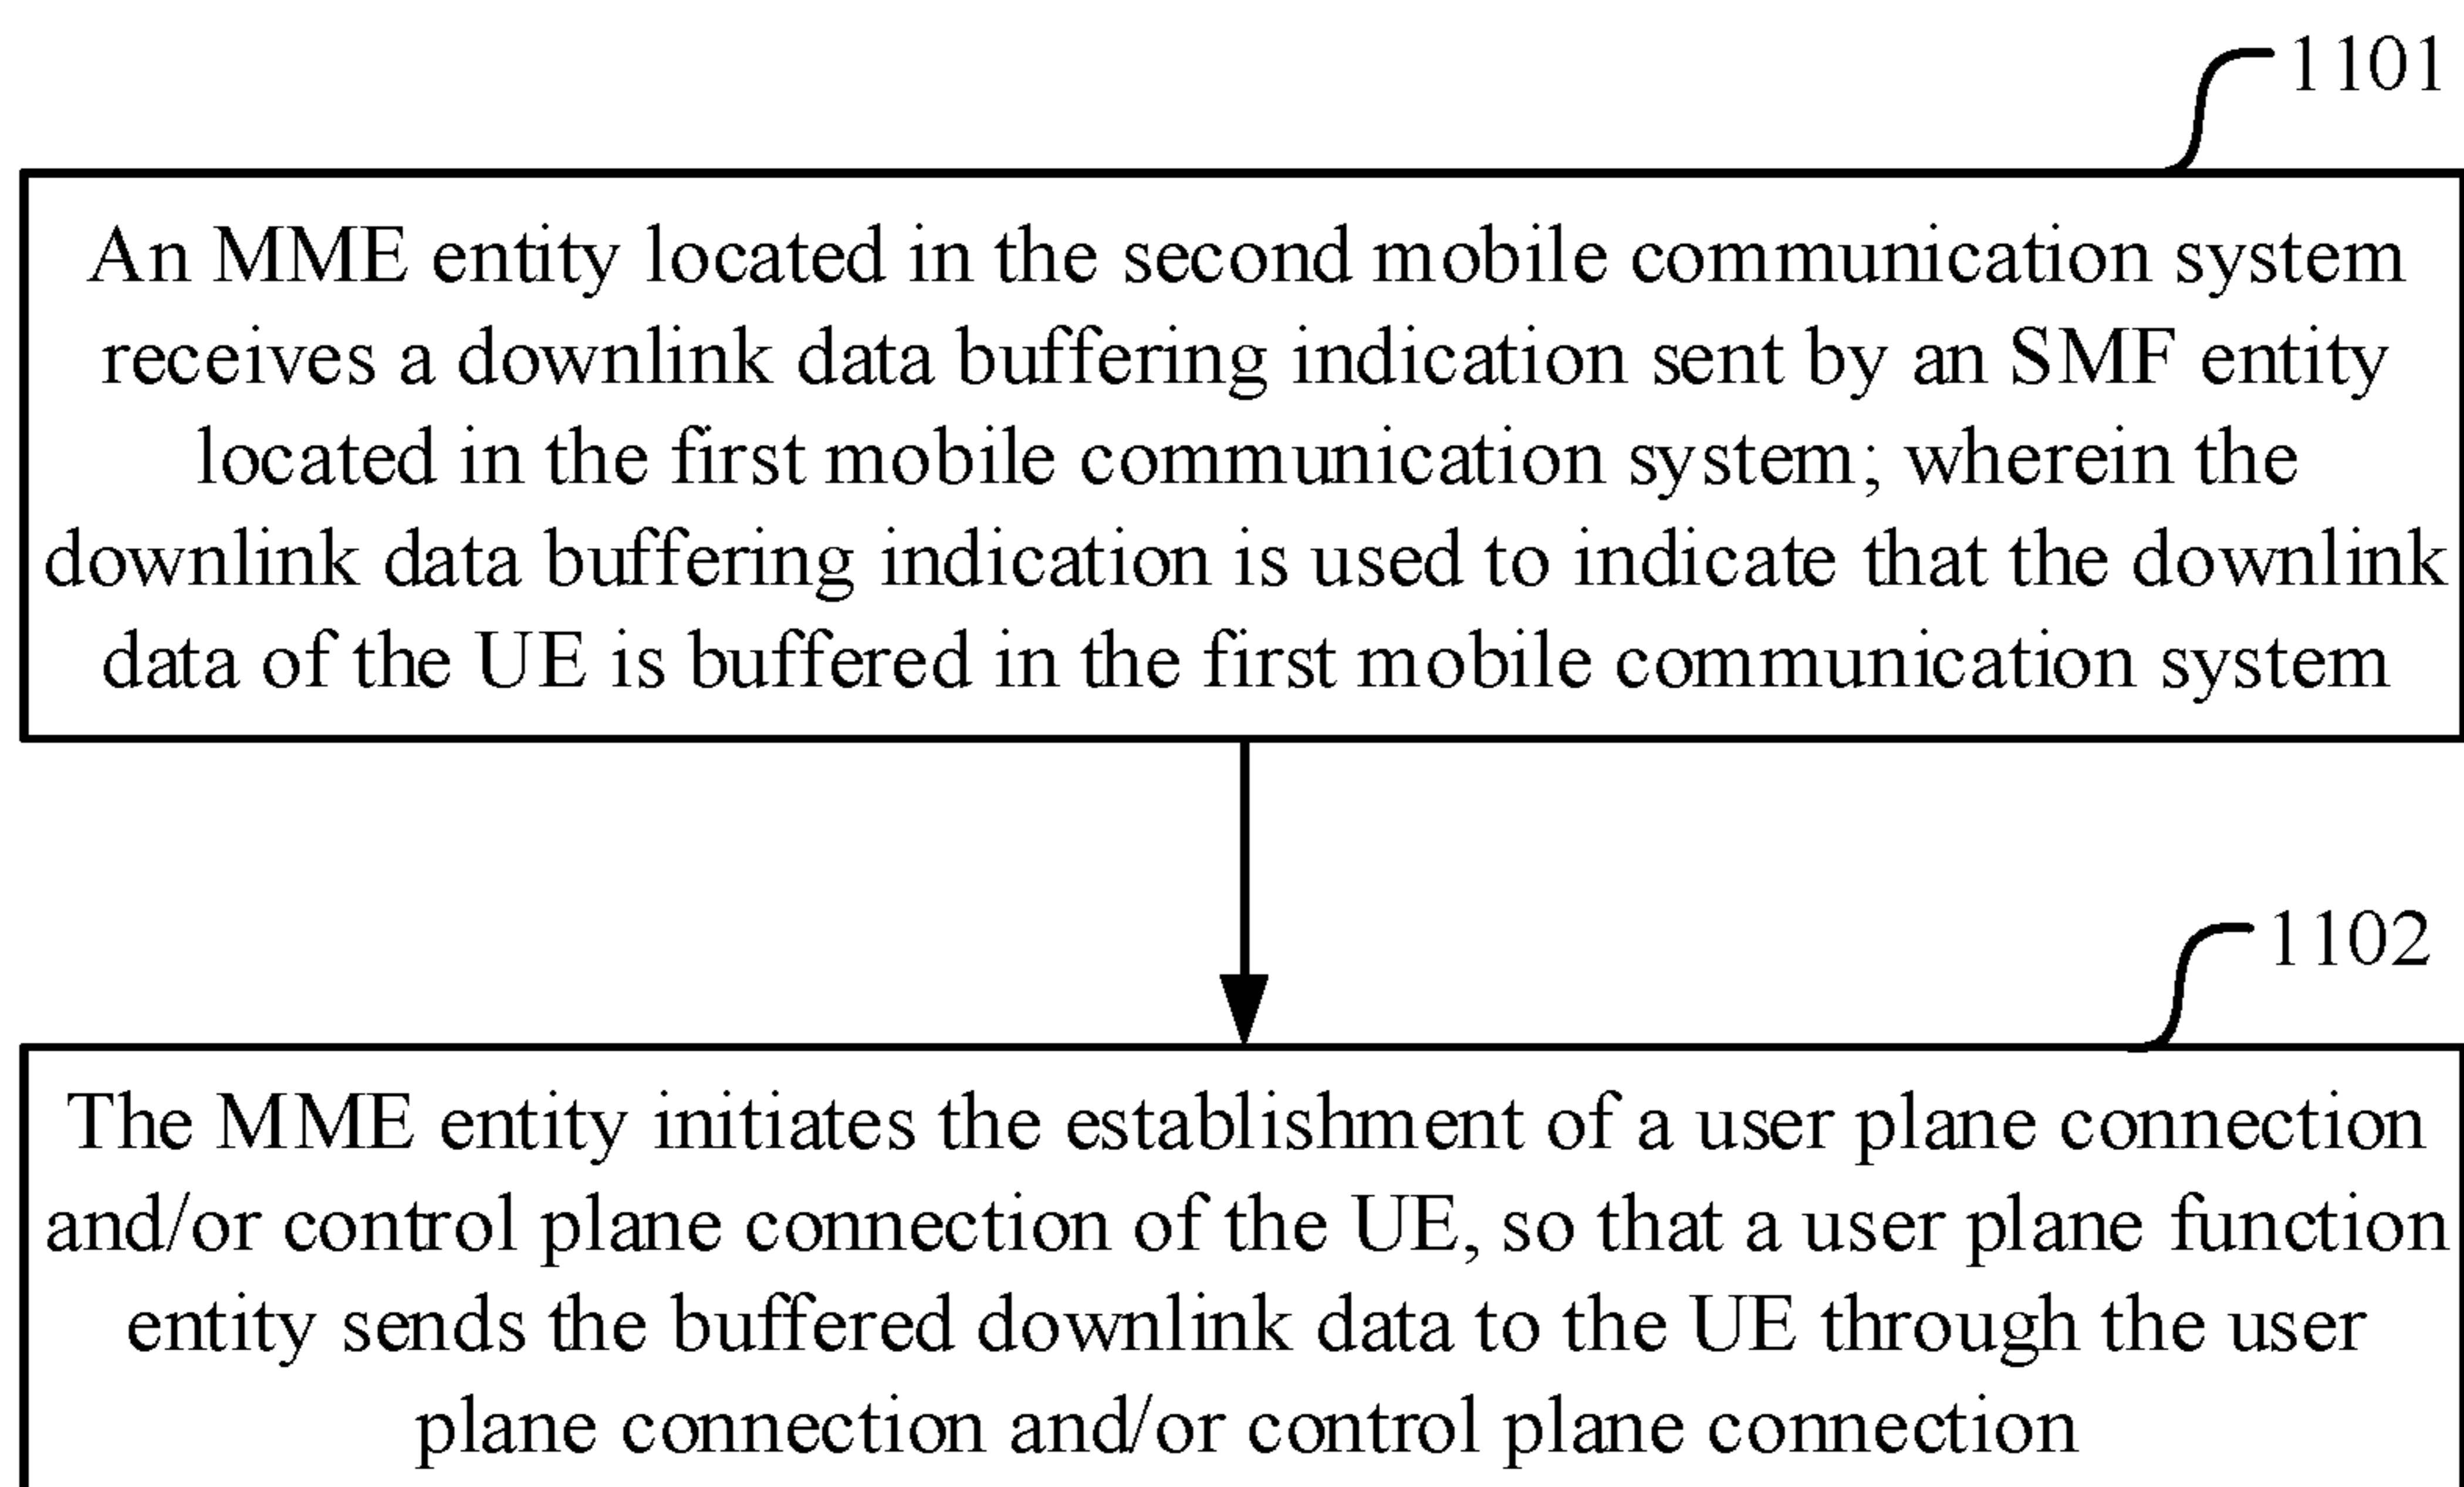 1101
An MME entity located in the second mobile communication system
receives a downlink data buffering indication sent by an SMF entity
located in the first mobile communication system; wherein the
downlink data buffering indication is used to indicate that the downlink
data of the UE is buffered in the first mobile communication system
1102
The MME entity initiates the establishment of a user plane connection
and/or control plane connection of the UE, so that a user plane function
entity sends the buffered downlink data to the UE through the user
plane connection and/or control plane connection